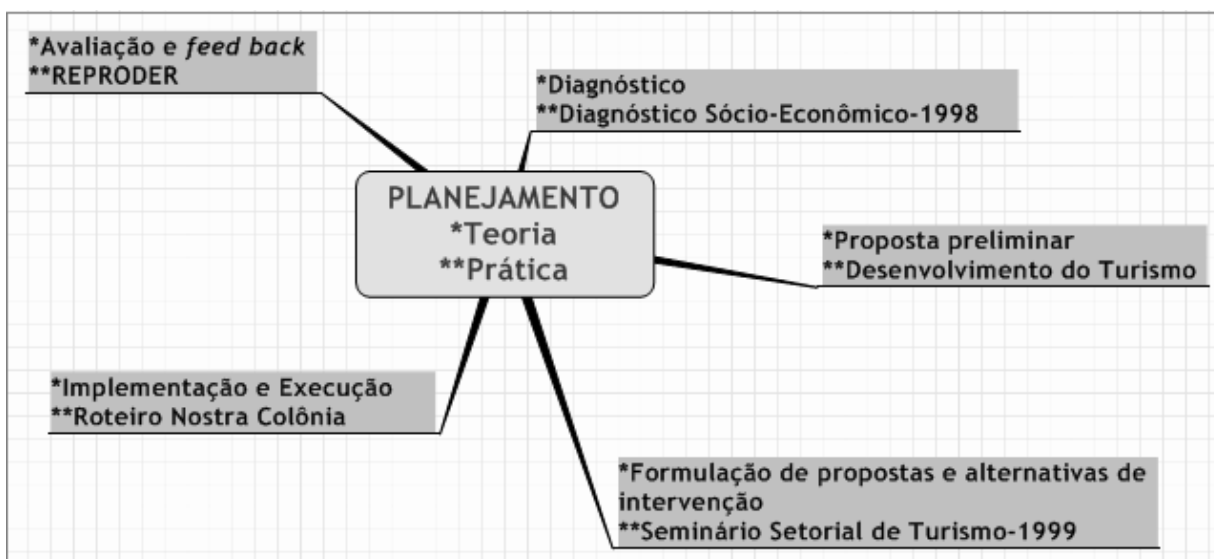 *Avaliação e feed back
**REPRODER
*Diagnóstico
**Diagnóstico Sócio-Econômico-1998
PLANEJAMENTO
*Teoria
**Prática
*Proposta preliminar
**Desenvolvimento do Turismo
*Implementação e Execução
**Roteiro Nostra Colônia
*Formulação de propostas e alternativas de
intervenção
**Seminário Setorial de Turismo-1999